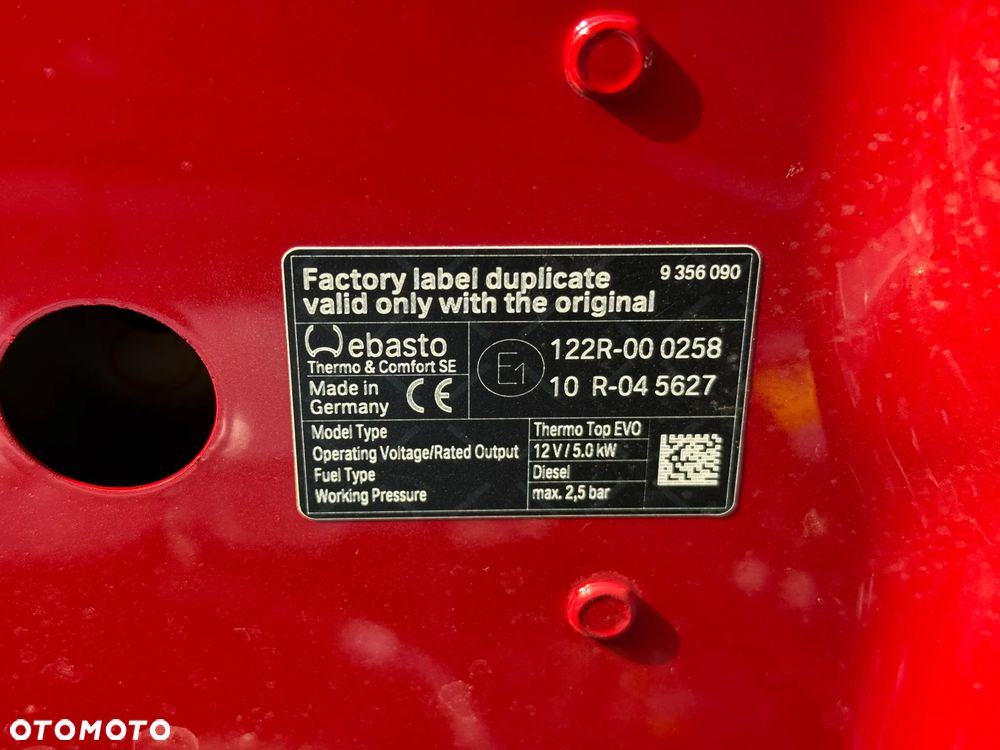 Factory label duplicate 9 356 090
valid only with the original
Webasto
Thermo & Comfort SE
Made in
Germany
CE
E1
122R-00 0258
10 R-04 5627
Model Type Thermo Top EVO
Operating Voltage/Rated Output 12 V / 5.0 kW
Fuel Type Diesel
Working Pressure max. 2,5 bar
OTOMOTO